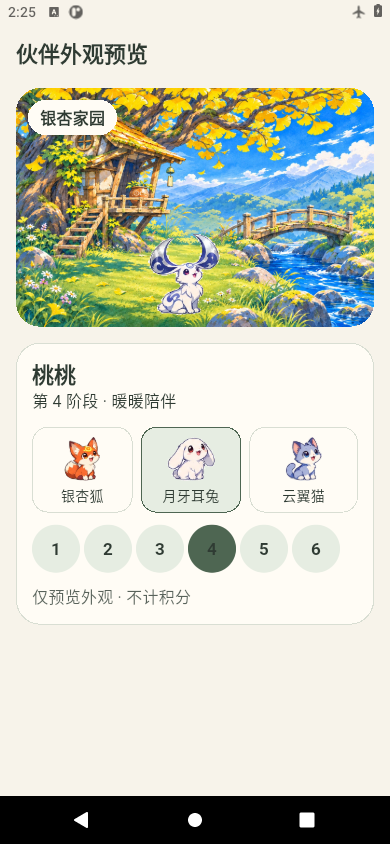 2:25
伙伴外观预览
银杏家园
桃桃
第 4 阶段 · 暖暖陪伴
银杏狐
月牙耳兔
云翼猫
1 2 3 4 5 6
仅预览外观 · 不计积分